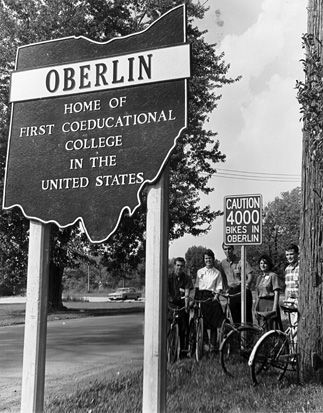 OBERLIN
HOME OF
FIRST COEDUCATIONAL
COLLEGE
IN THE
UNITED STATES
CAUTION
4000
BIKES IN
OBERLIN